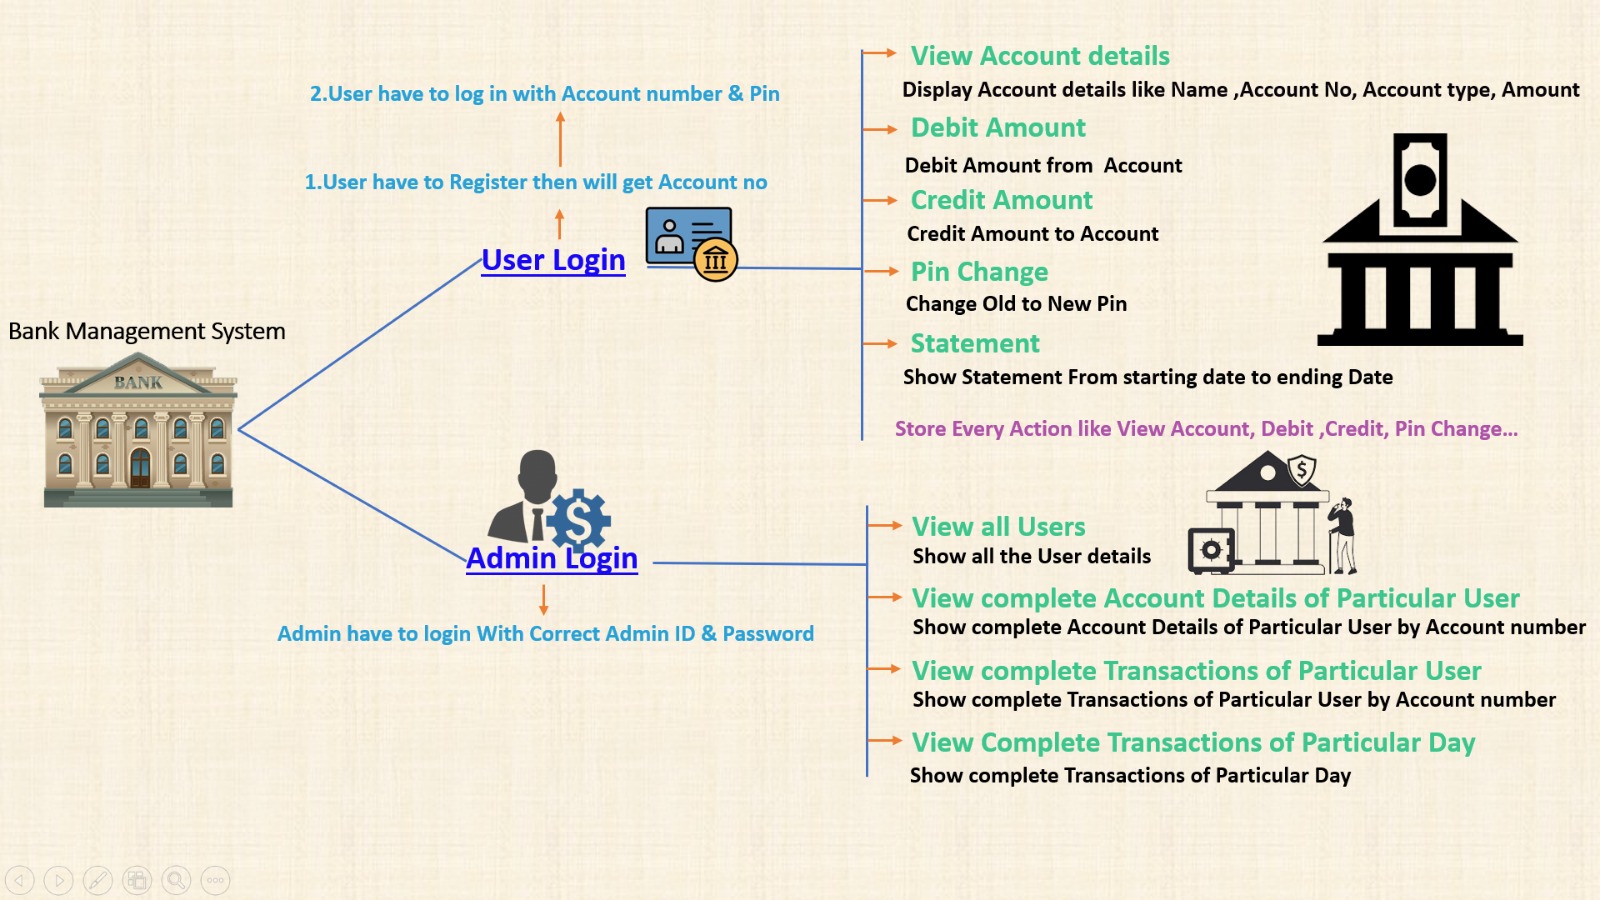 Bank Management System
BANK
2.User have to log in with Account number & Pin
1.User have to Register then will get Account no
User Login
View Account details
Display Account details like Name ,Account No, Account type, Amount
Debit Amount
Debit Amount from  Account
Credit Amount
Credit Amount to Account
Pin Change
Change Old to New Pin
Statement
Show Statement From starting date to ending Date
Store Every Action like View Account, Debit ,Credit, Pin Change...
$
$
Admin Login
Admin have to login With Correct Admin ID & Password
View all Users
Show all the User details
View complete Account Details of Particular User
Show complete Account Details of Particular User by Account number
View complete Transactions of Particular User
Show complete Transactions of Particular User by Account number
View Complete Transactions of Particular Day
Show complete Transactions of Particular Day